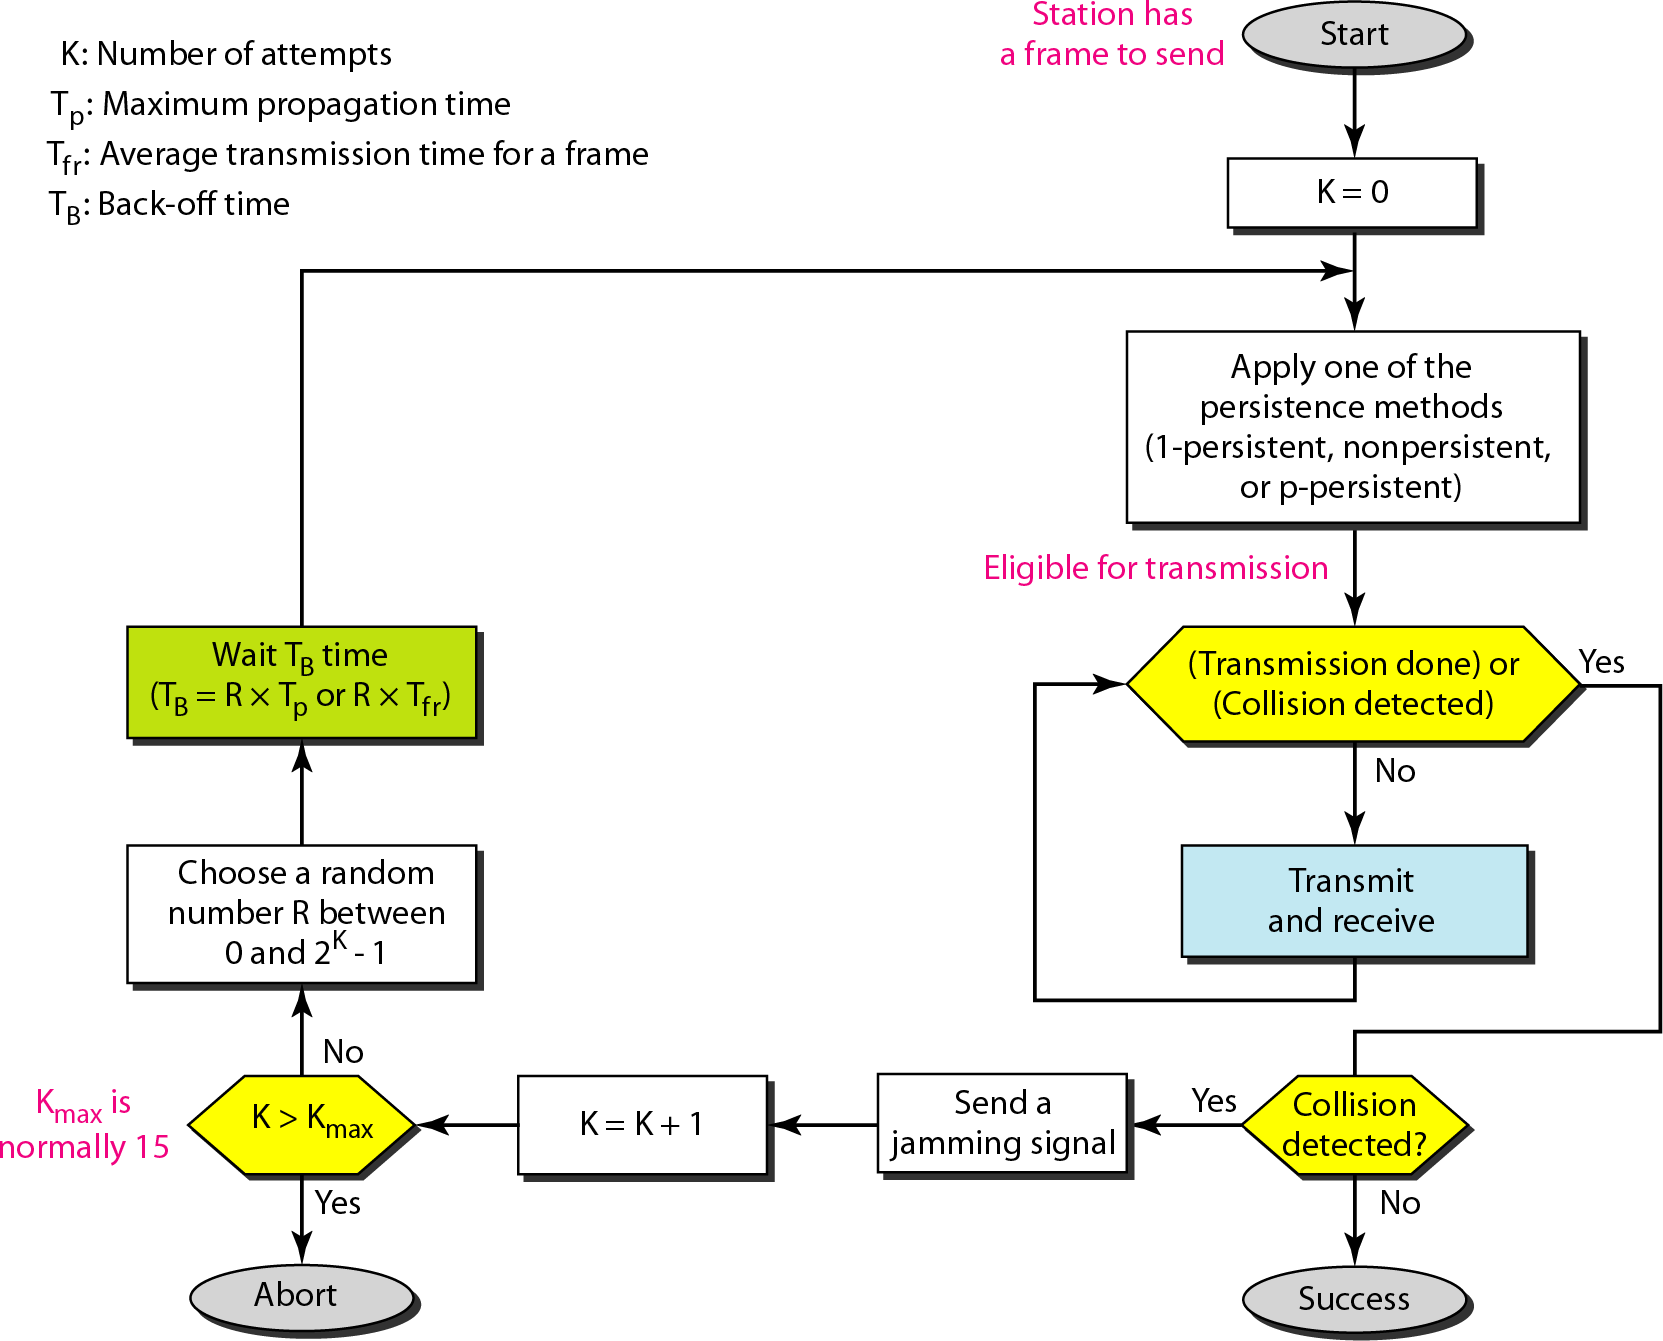 K: Number of attempts
Tp: Maximum propagation time
Tfr: Average transmission time for a frame
TB: Back-off time
Station has
a frame to send
Start
K = 0
Apply one of the
persistence methods
(1-persistent, nonpersistent,
or p-persistent)
Eligible for transmission
(Transmission done) or
(Collision detected)
Yes
No
Transmit
and receive
Collision
detected?
Yes
No
Success
Send a
jamming signal
K = K + 1
K > Kmax
Kmax is
normally 15
Yes
Abort
No
Choose a random
number R between
0 and 2^K - 1
Wait TB time
(TB = R × Tp or R × Tfr)